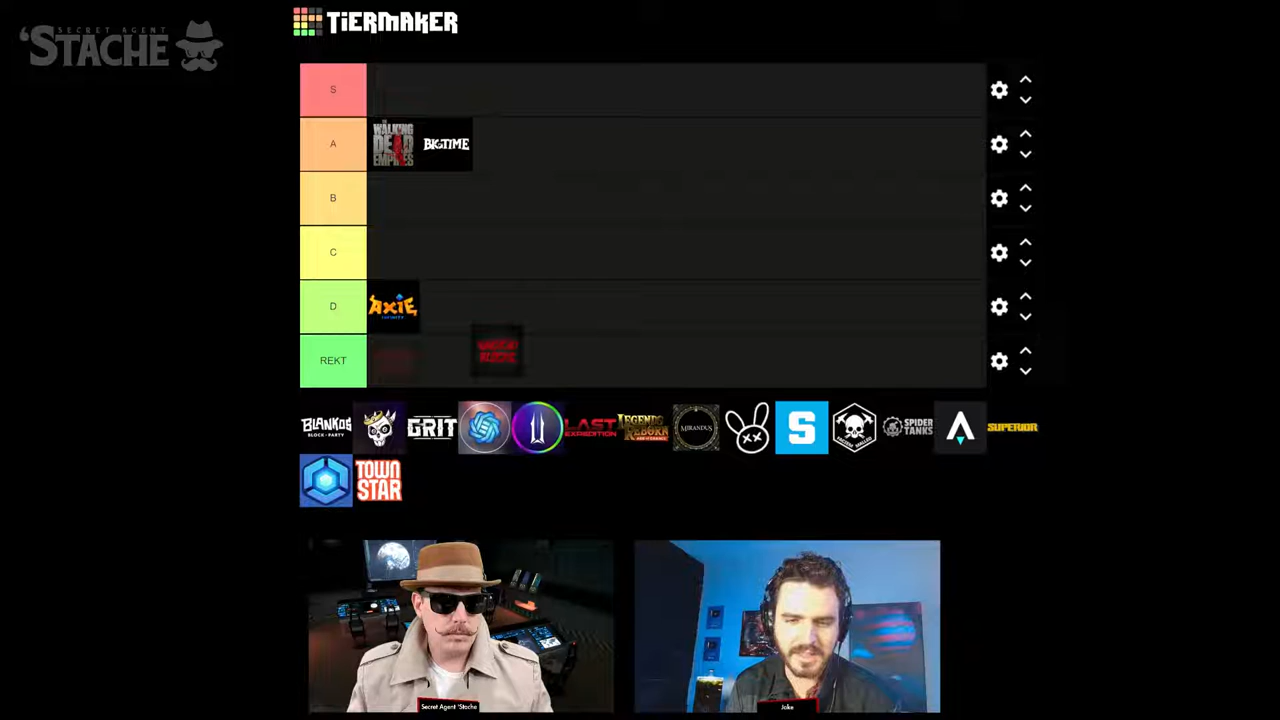 SECRET AGENT
'STACHE
TiERMAKER
S
A
THE WALKING DEAD EMPIRES
BIGTIME
B
C
D
AXIE
INFINITY
REKT
BLANKOS
BLOCK PARTY
GRIT
LAST
EXPEDITION
LEGENDS
REBORN
MIRANDUS
S
SPIDER
TANKS
SUPERIOR
TOWN
STAR
Secret Agent 'Stache
Jake